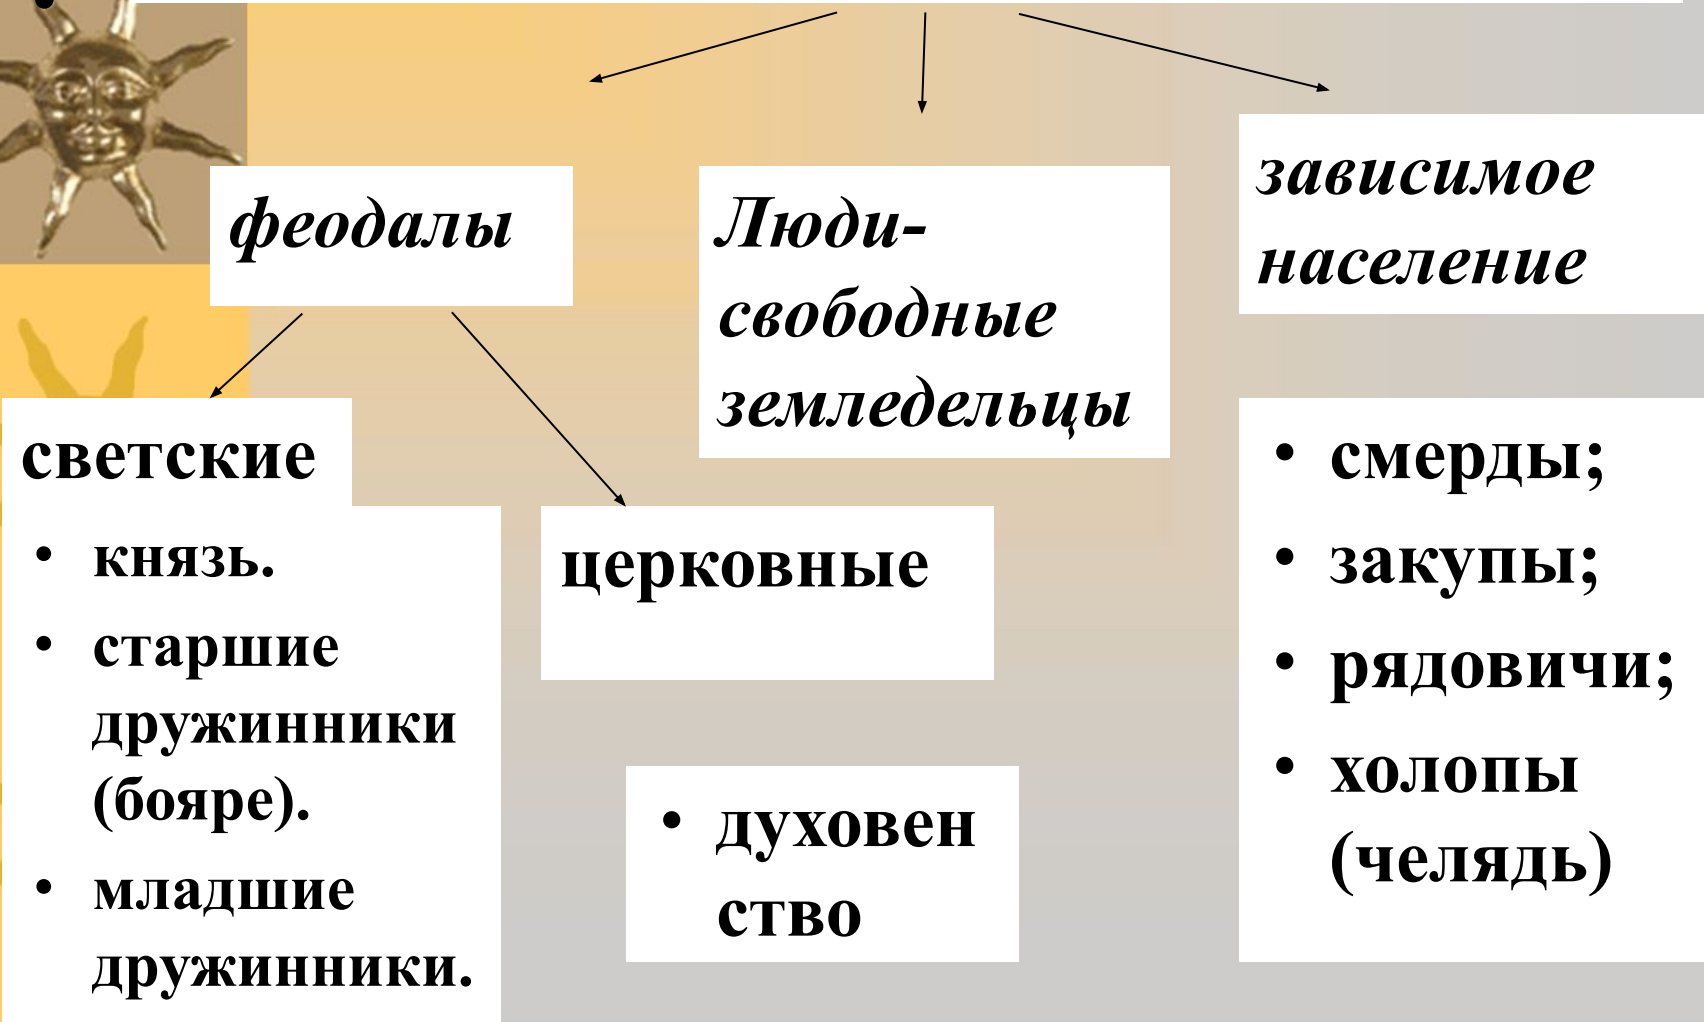 феодалы
Люди-
свободные
земледельцы
зависимое
население
светские
• князь.
• старшие
дружинники
(бояре).
• младшие
дружинники.
церковные
• духовен
ство
• смерды;
• закупы;
• рядовичи;
• холопы
(челядь)